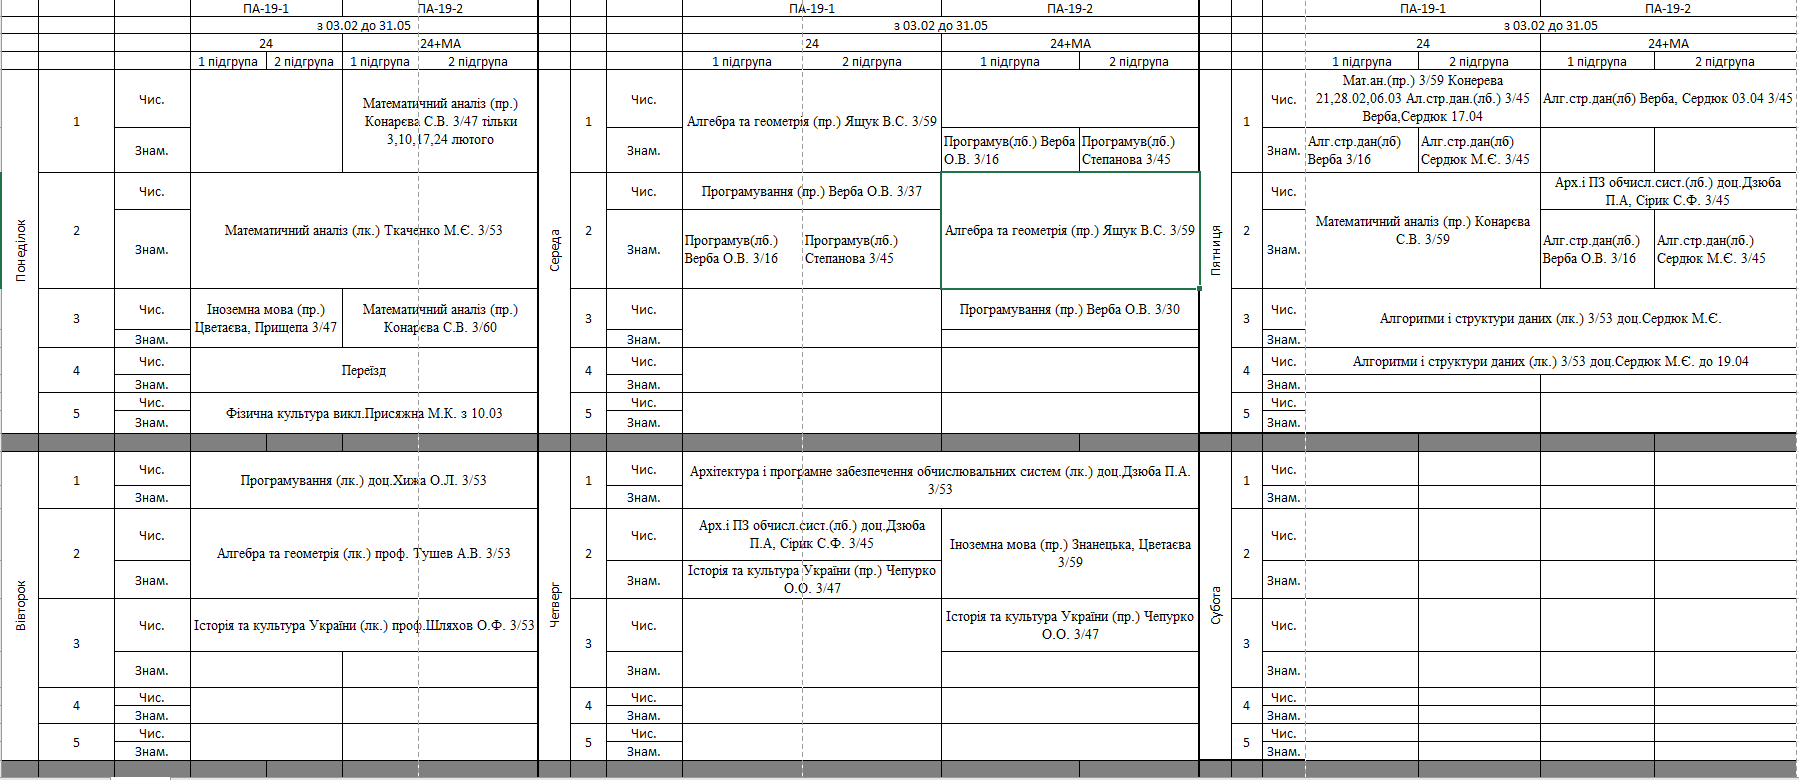 ПА-19-1 ПА-19-2
з 03.02 до 31.05
24 24+МА
1 підгрупа 2 підгрупа 1 підгрупа 2 підгрупа
Понеділок
1
Чис.
Знам.
Математичний аналіз (пр.)
Конарєва С.В. 3/47 тільки
3,10,17,24 лютого
2
Чис.
Знам.
Математичний аналіз (лк.) Ткаченко М.Є. 3/53
3
Чис.
Знам.
Іноземна мова (пр.)
Цветаєва, Прищепа 3/47
Математичний аналіз (пр.)
Конарєва С.В. 3/60
4
Чис.
Знам.
Переїзд
5
Чис.
Знам.
Фізична культура викл.Присяжна М.К. з 10.03
Вівторок
1
Чис.
Знам.
Програмування (лк.) доц.Хижа О.Л. 3/53
2
Чис.
Знам.
Алгебра та геометрія (лк.) проф. Тушев А.В. 3/53
3
Чис.
Знам.
Історія та культура України (лк.) проф.Шляхов О.Ф. 3/53
4
Чис.
Знам.
5
Чис.
Знам.
ПА-19-1 ПА-19-2
з 03.02 до 31.05
24 24+МА
1 підгрупа 2 підгрупа 1 підгрупа 2 підгрупа
Середа
1
Чис.
Знам.
Алгебра та геометрія (пр.) Ящук В.С. 3/59
Програмув(лб.) Верба
О.В. 3/16
Програмув(лб.)
Степанова 3/45
2
Чис.
Знам.
Програмування (пр.) Верба О.В. 3/37
Програмув(лб.)
Верба О.В. 3/16
Програмув(лб.)
Степанова 3/45
Алгебра та геометрія (пр.) Ящук В.С. 3/59
3
Чис.
Знам.
Програмування (пр.) Верба О.В. 3/30
4
Чис.
Знам.
5
Чис.
Знам.
Четверг
1
Чис.
Знам.
Архітектура і програмне забезпечення обчислювальних систем (лк.) доц.Дзюба П.А.
3/53
2
Чис.
Знам.
Арх.і ПЗ обчисл.сист.(лб.) доц.Дзюба
П.А, Сірик С.Ф. 3/45
Історія та культура України (пр.) Чепурко
О.О. 3/47
Іноземна мова (пр.) Знанецька, Цветаєва
3/59
3
Чис.
Знам.
Історія та культура України (пр.) Чепурко
О.О. 3/47
4
Чис.
Знам.
5
Чис.
Знам.
ПА-19-1 ПА-19-2
з 03.02 до 31.05
24 24+МА
1 підгрупа 2 підгрупа 1 підгрупа 2 підгрупа
Пятниця
1
Чис.
Знам.
Мат.ан.(пр.) 3/59 Конерева
21,28.02,06.03 Ал.стр.дан.(лб.) 3/45
Верба,Сердюк 17.04
Алг.стр.дан(лб) Верба, Сердюк 03.04 3/45
Алг.стр.дан(лб)
Верба 3/16
Алг.стр.дан(лб)
Сердюк М.Є. 3/45
2
Чис.
Знам.
Математичний аналіз (пр.) Конарєва
С.В. 3/59
Арх.і ПЗ обчисл.сист.(лб.) доц.Дзюба
П.А, Сірик С.Ф. 3/45
Алг.стр.дан(лб.)
Верба О.В. 3/16
Алг.стр.дан(лб.)
Сердюк М.Є. 3/45
3
Чис.
Знам.
Алгоритми і структури даних (лк.) 3/53 доц.Сердюк М.Є.
4
Чис.
Знам.
Алгоритми і структури даних (лк.) 3/53 доц.Сердюк М.Є. до 19.04
5
Чис.
Знам.
Субота
1
Чис.
Знам.
2
Чис.
Знам.
3
Чис.
Знам.
4
Чис.
Знам.
5
Чис.
Знам.